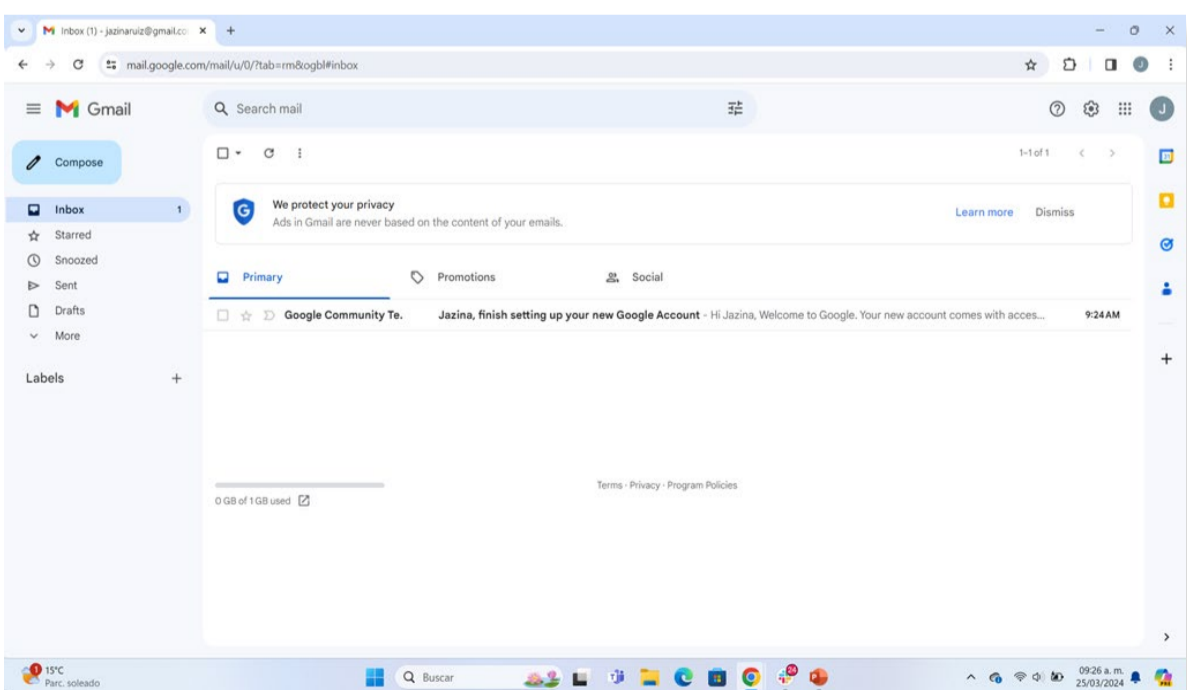 Inbox (1) - jazinaruiz@gmail.co
mail.google.com/mail/u/0/?tab=rm&ogbl#inbox
J
Gmail
Search mail
J
Compose
1-1 of 1
We protect your privacy
Ads in Gmail are never based on the content of your emails.
Learn more
Dismiss
Inbox 1
Starred
Snoozed
Sent
Drafts
More
Labels
Primary
Promotions
Social
Google Community Te. Jazina, finish setting up your new Google Account - Hi Jazina, Welcome to Google. Your new account comes with acces... 9:24 AM
0 GB of 1 GB used
Terms · Privacy · Program Policies
1
15°C
Parc. soleado
Buscar
24
09:26 a. m.
25/03/2024